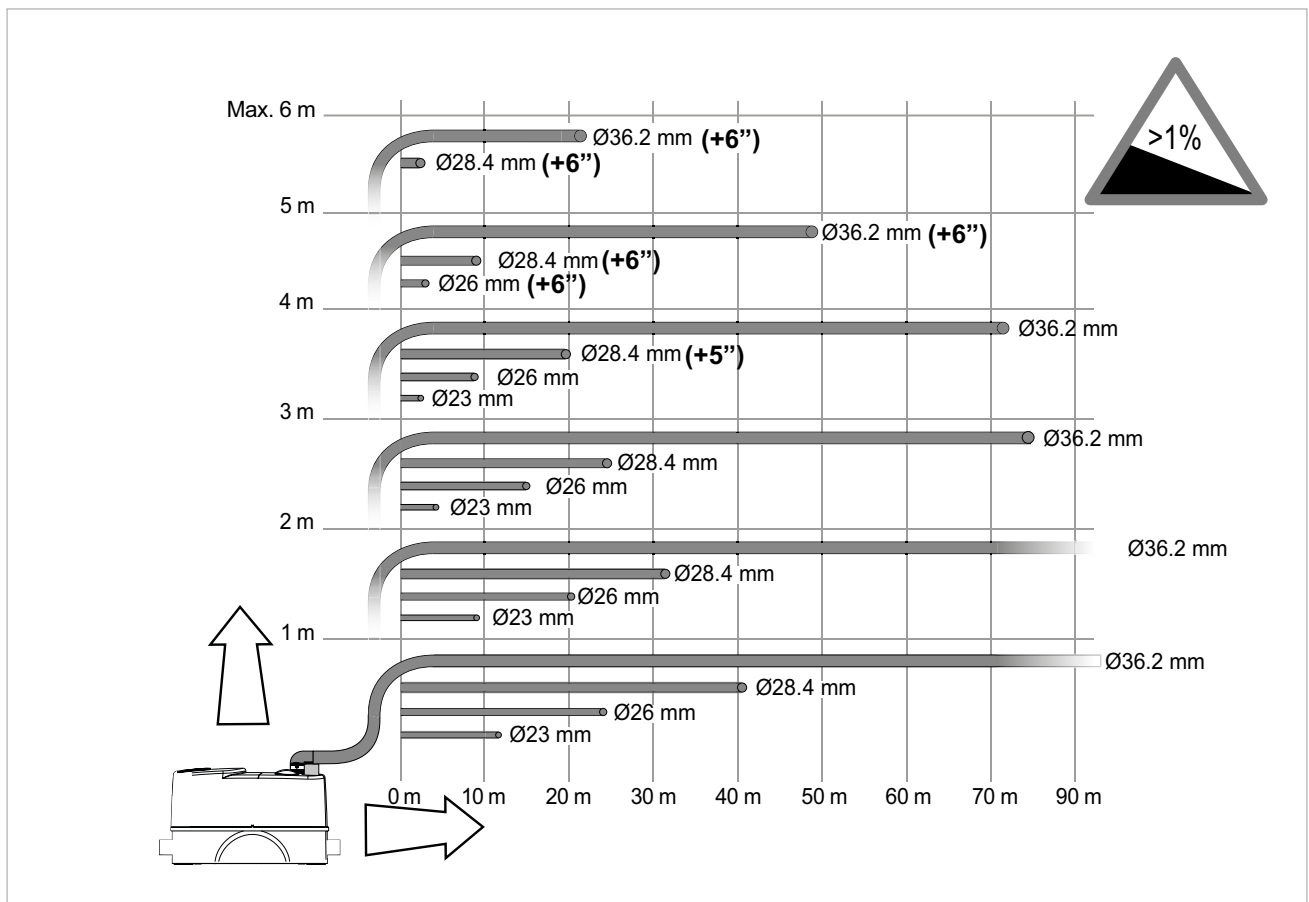 Max. 6 m
>1%
Ø36.2 mm (+6”)
Ø28.4 mm (+6”)
5 m
Ø36.2 mm (+6”)
Ø28.4 mm (+6”)
Ø26 mm (+6”)
4 m
Ø36.2 mm
Ø28.4 mm (+5”)
Ø26 mm
Ø23 mm
3 m
Ø36.2 mm
Ø28.4 mm
Ø26 mm
Ø23 mm
2 m
Ø36.2 mm
Ø28.4 mm
Ø26 mm
Ø23 mm
1 m
Ø36.2 mm
Ø28.4 mm
Ø26 mm
Ø23 mm
0 m 10 m 20 m 30 m 40 m 50 m 60 m 70 m 90 m